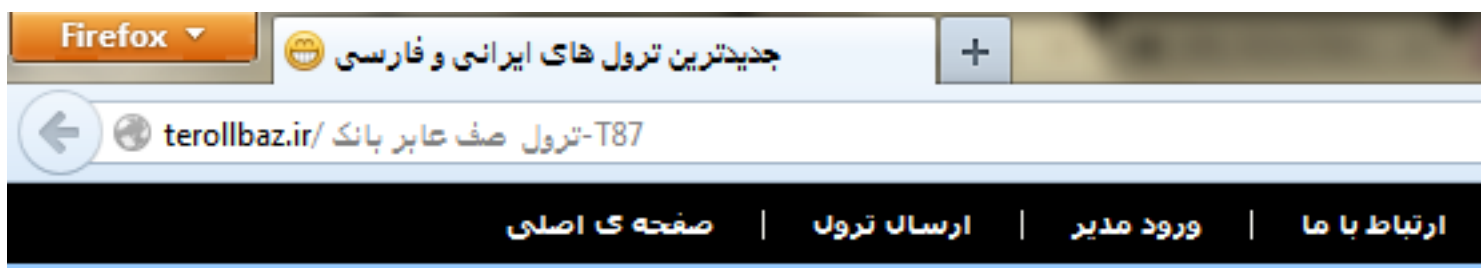 Firefox
جدیدترین ترول های ایرانی و فارسی
terollbaz.ir/ترول صف عابر بانک-T87
صفحه ی اصلی | ارسال ترول | ورود مدیر | ارتباط با ما